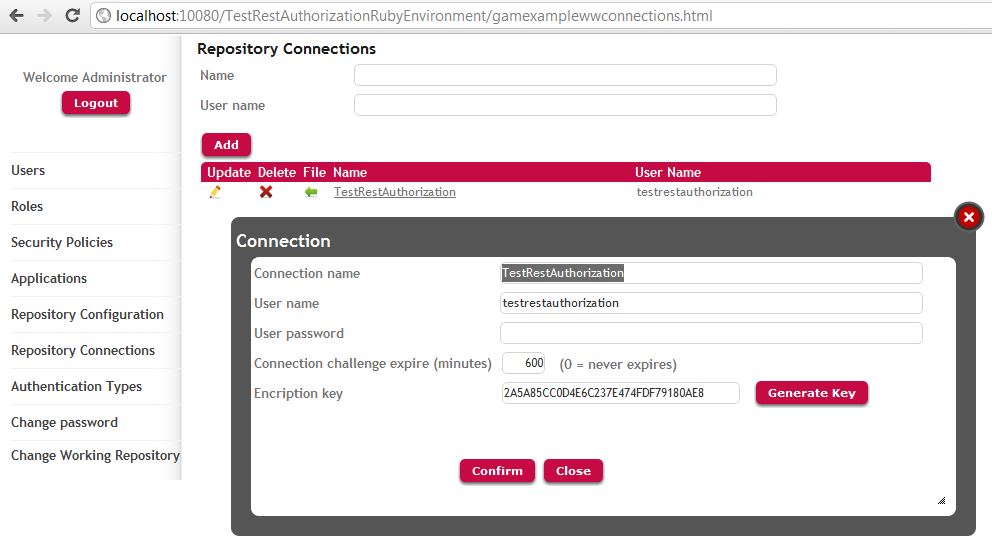 localhost:10080/TestRestAuthorizationRubyEnvironment/gamexamplewwconnections.html
Welcome Administrator
Logout
Users
Roles
Security Policies
Applications
Repository Configuration
Repository Connections
Authentication Types
Change password
Change Working Repository
Repository Connections
Name
User name
Add
Update Delete File Name User Name
TestRestAuthorization testrestauthorization
Connection
Connection name TestRestAuthorization
User name testrestauthorization
User password
Connection challenge expire (minutes) 600 (0 = never expires)
Encription key 2A5A85CC0D4E6C237E474FDF79180AE8 Generate Key
Confirm Close